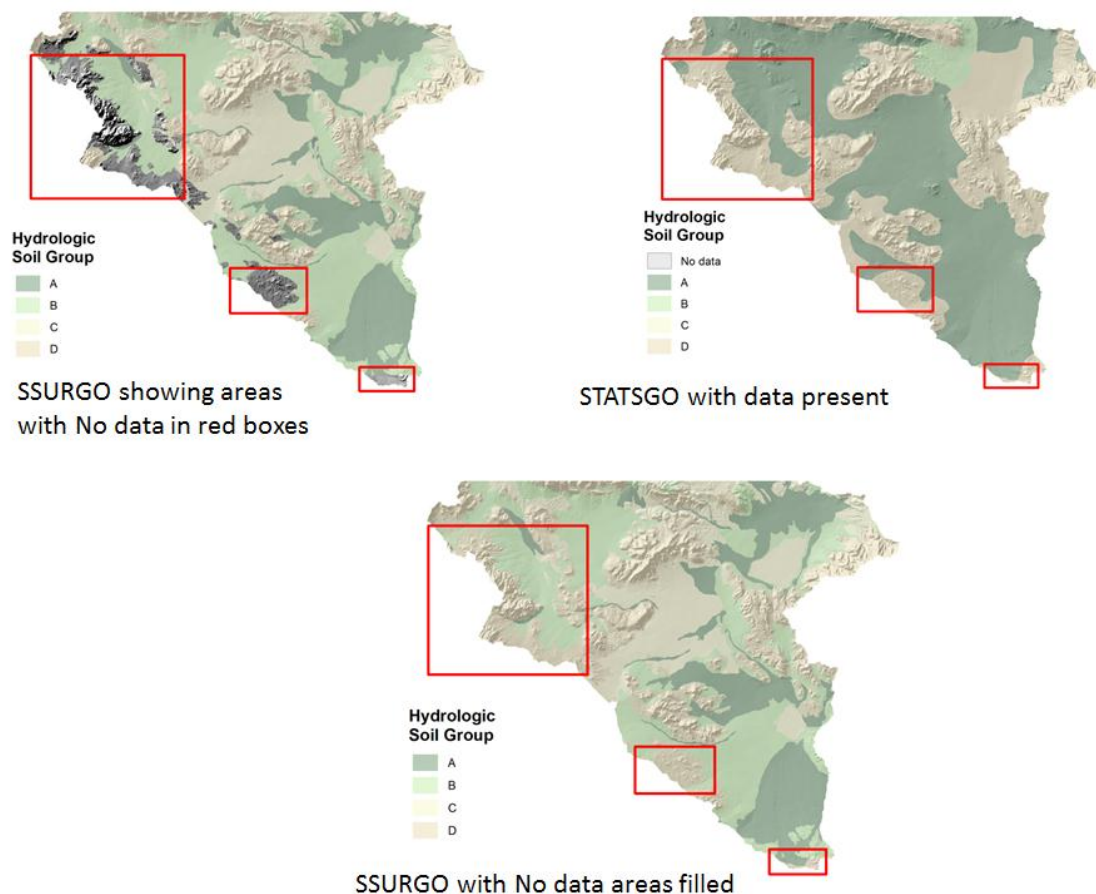 Hydrologic
Soil Group
A
B
C
D
SSURGO showing areas
with No data in red boxes
Hydrologic
Soil Group
No data
A
B
C
D
STATSGO with data present
Hydrologic
Soil Group
A
B
C
D
SSURGO with No data areas filled